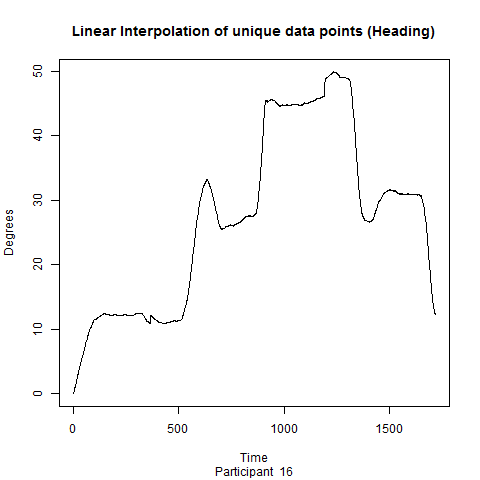 Linear Interpolation of unique data points (Heading)
50
40
30
20
10
0
Degrees
0 500 1000 1500
Time
Participant 16